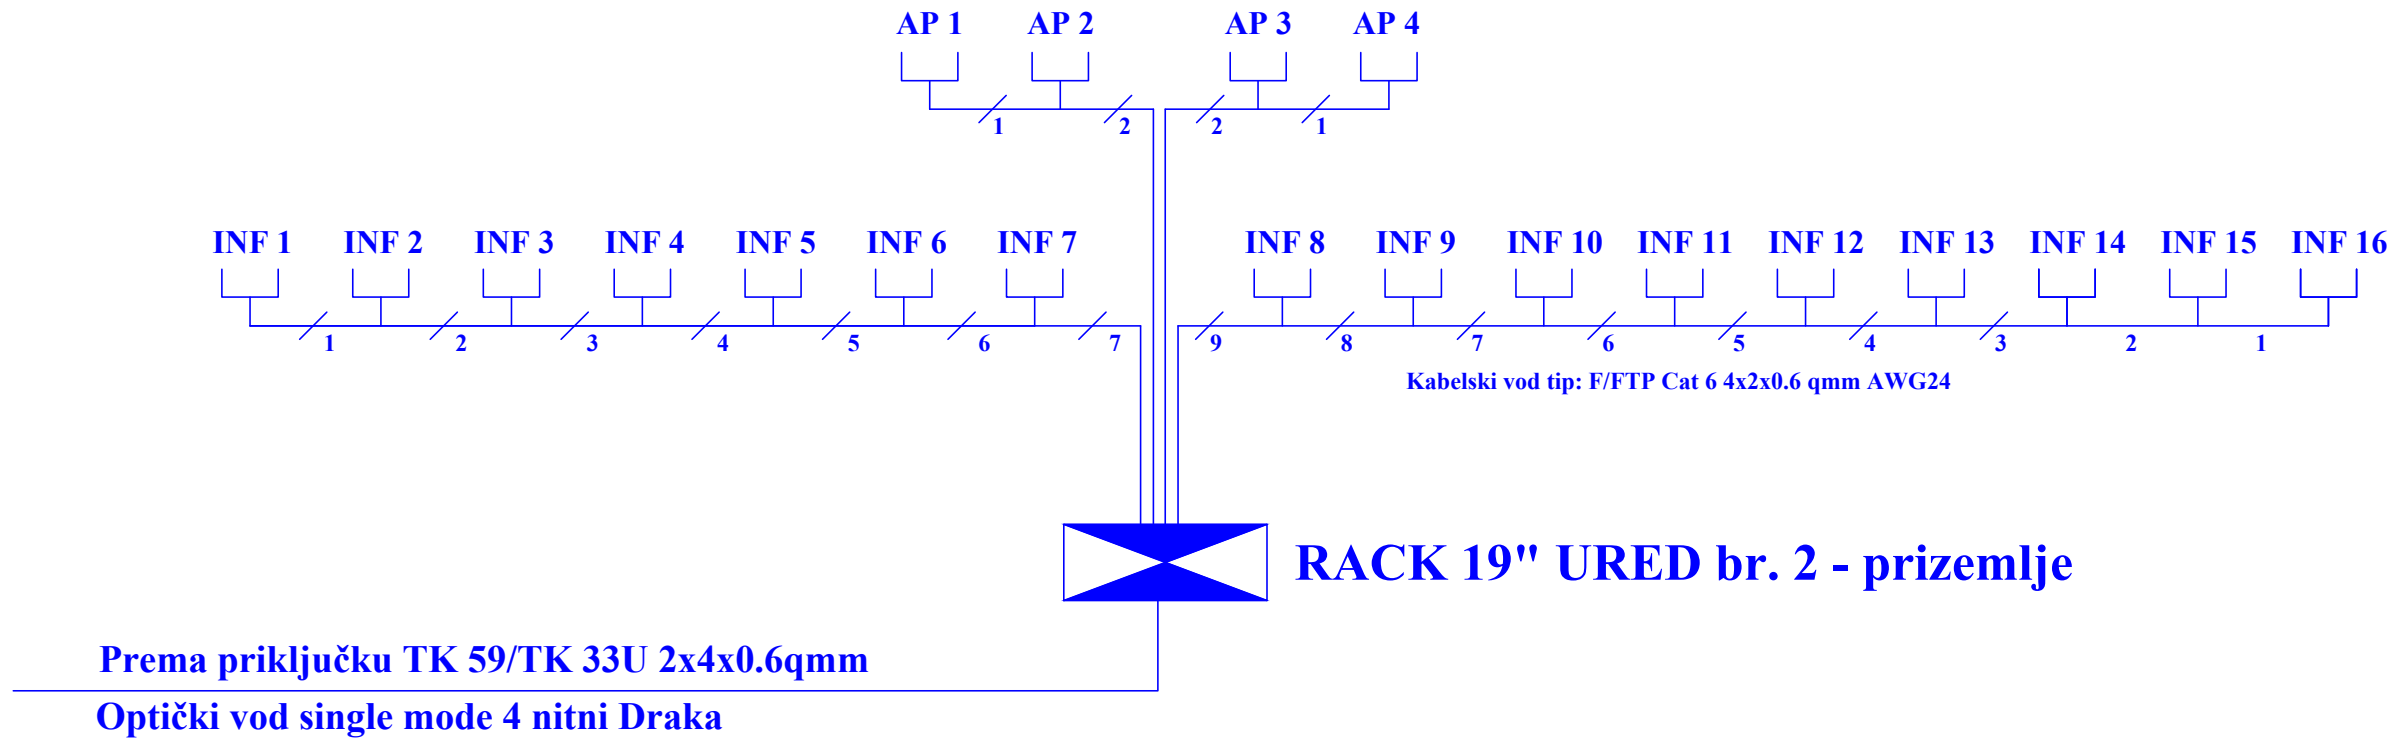 AP 1 AP 2 AP 3 AP 4
1 2 2 1
INF 1 INF 2 INF 3 INF 4 INF 5 INF 6 INF 7 INF 8 INF 9 INF 10 INF 11 INF 12 INF 13 INF 14 INF 15 INF 16
1 2 3 4 5 6 7 9 8 7 6 5 4 3 2 1
Kabelski vod tip: F/FTP Cat 6 4x2x0.6 qmm AWG24
RACK 19" URED br. 2 - prizemlje
Prema priključku TK 59/TK 33U 2x4x0.6qmm
Optički vod single mode 4 nitni Draka